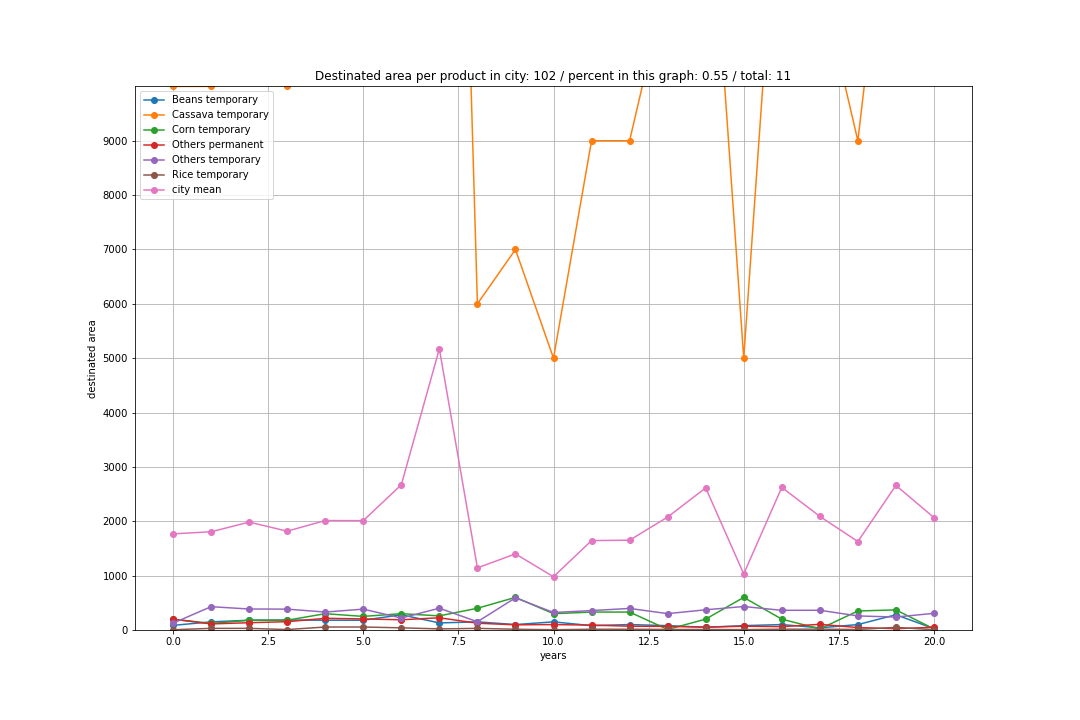 Destinated area per product in city: 102 / percent in this graph: 0.55 / total: 11
Beans temporary
Cassava temporary
Corn temporary
Others permanent
Others temporary
Rice temporary
city mean
9000
8000
7000
6000
5000
4000
3000
2000
1000
0
destinated area
0.0 2.5 5.0 7.5 10.0 12.5 15.0 17.5 20.0
years